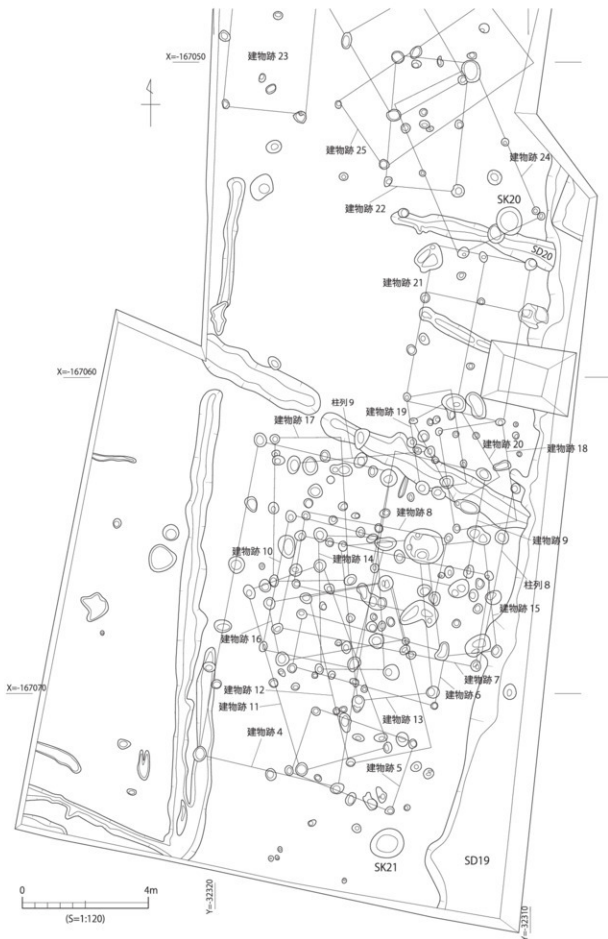 X=-167050
建物跡 23
建物跡 25
建物跡 24
建物跡 22
SK20
SD20
建物跡 21
X=-167060
柱列 9
建物跡 19
建物跡 17
建物跡 20
建物跡 18
建物跡 8
建物跡 10
建物跡 14
建物跡 9
柱列 8
建物跡 15
建物跡 16
建物跡 7
X=-167070
建物跡 12
建物跡 6
建物跡 11
建物跡 13
建物跡 4
建物跡 5
SK21
SD19
0
4m
(S=1:120)
Y=-32320
Y=-32310